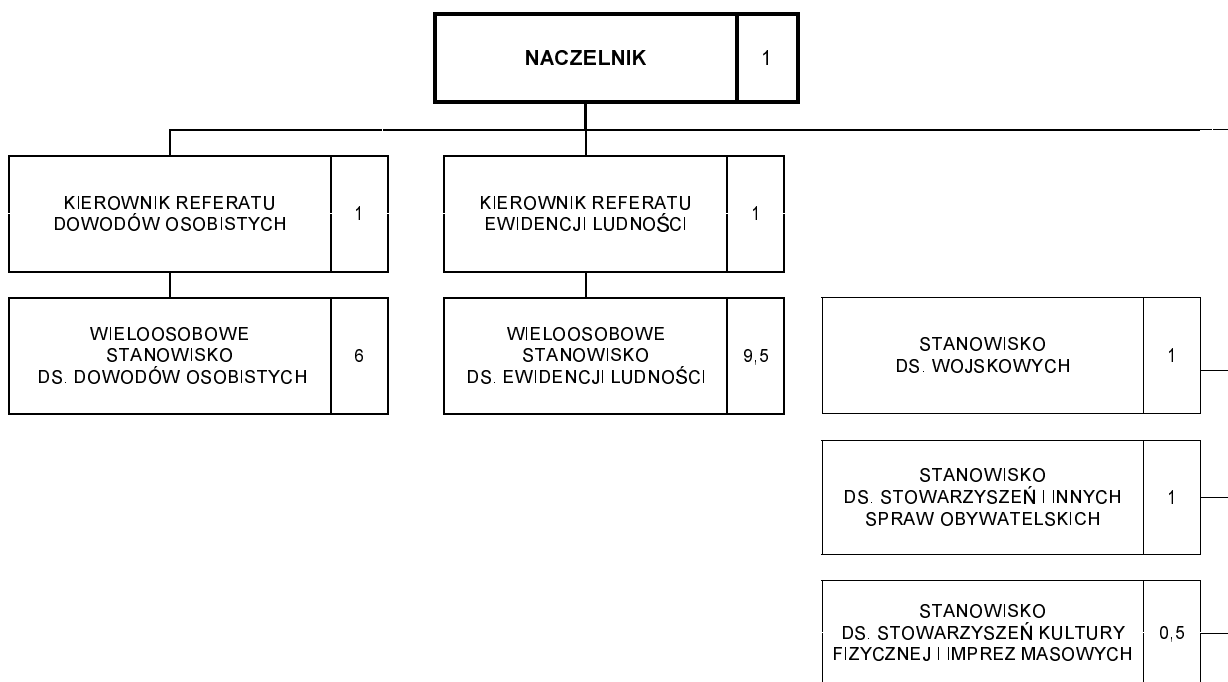 NACZELNIK 1
KIEROWNIK REFERATU
DOWODÓW OSOBISTYCH
1
KIEROWNIK REFERATU
EWIDENCJI LUDNOŚCI
1
WIELOOSOBOWE
STANOWISKO
DS. DOWODÓW OSOBISTYCH
6
WIELOOSOBOWE
STANOWISKO
DS. EWIDENCJI LUDNOŚCI
9,5
STANOWISKO
DS. WOJSKOWYCH
1
STANOWISKO
DS. STOWARZYSZEŃ I INNYCH
SPRAW OBYWATELSKICH
1
STANOWISKO
DS. STOWARZYSZEŃ KULTURY
FIZYCZNEJ I IMPREZ MASOWYCH
0,5